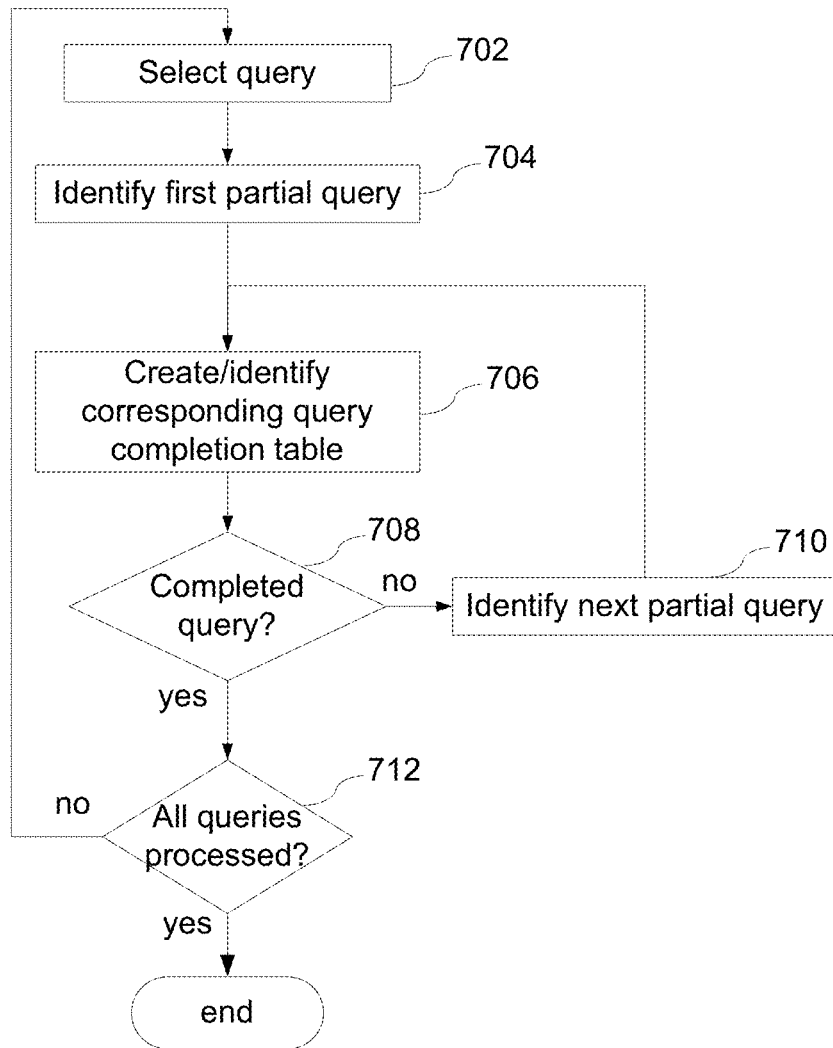 Select query
702
Identify first partial query
704
Create/identify
corresponding query
completion table
706
Completed
query?
708
no
Identify next partial query
710
yes
All queries
processed?
712
no
yes
end